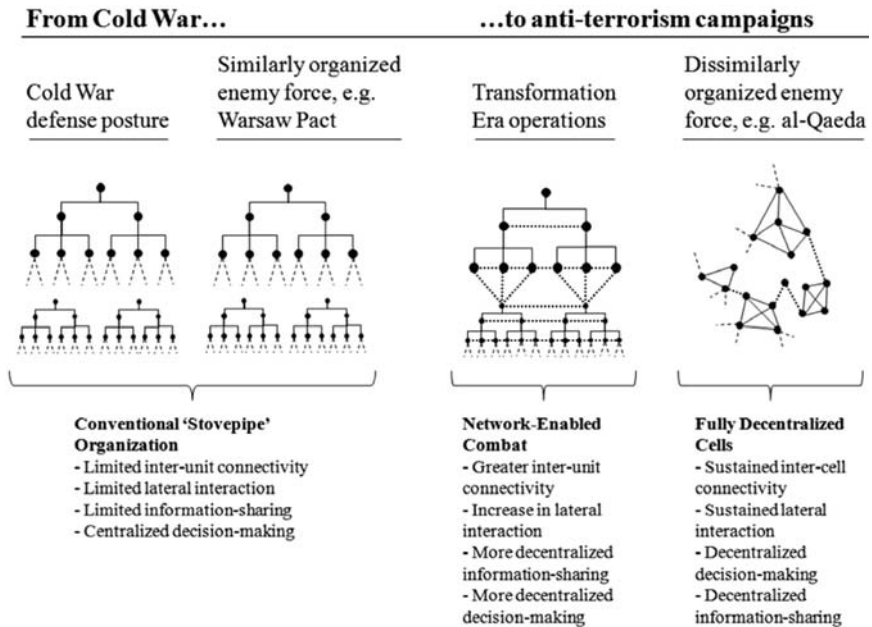 From Cold War…
…to anti-terrorism campaigns
Cold War
defense posture
Similarly organized
enemy force, e.g.
Warsaw Pact
Transformation
Era operations
Dissimilarly
organized enemy
force, e.g. al-Qaeda
Conventional ‘Stovepipe’
Organization
- Limited inter-unit connectivity
- Limited lateral interaction
- Limited information-sharing
- Centralized decision-making
Network-Enabled
Combat
- Greater inter-unit
connectivity
- Increase in lateral
interaction
- More decentralized
information-sharing
- More decentralized
decision-making
Fully Decentralized
Cells
- Sustained inter-cell
connectivity
- Sustained lateral
interaction
- Decentralized
decision-making
- Decentralized
information-sharing